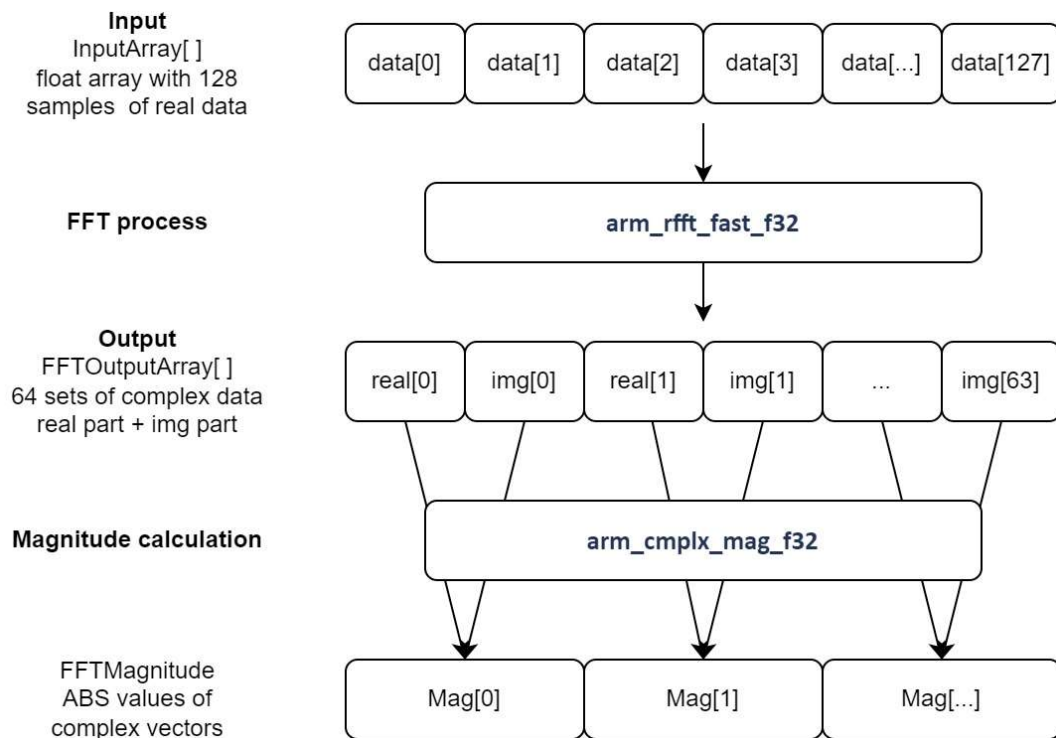 Input
InputArray[ ]
float array with 128
samples of real data
data[0] data[1] data[2] data[3] data[...] data[127]
FFT process
arm_rfft_fast_f32
Output
FFTOutputArray[ ]
64 sets of complex data
real part + img part
real[0] img[0] real[1] img[1] ... img[63]
Magnitude calculation
arm_cmplx_mag_f32
FFTMagnitude
ABS values of
complex vectors
Mag[0] Mag[1] Mag[...]